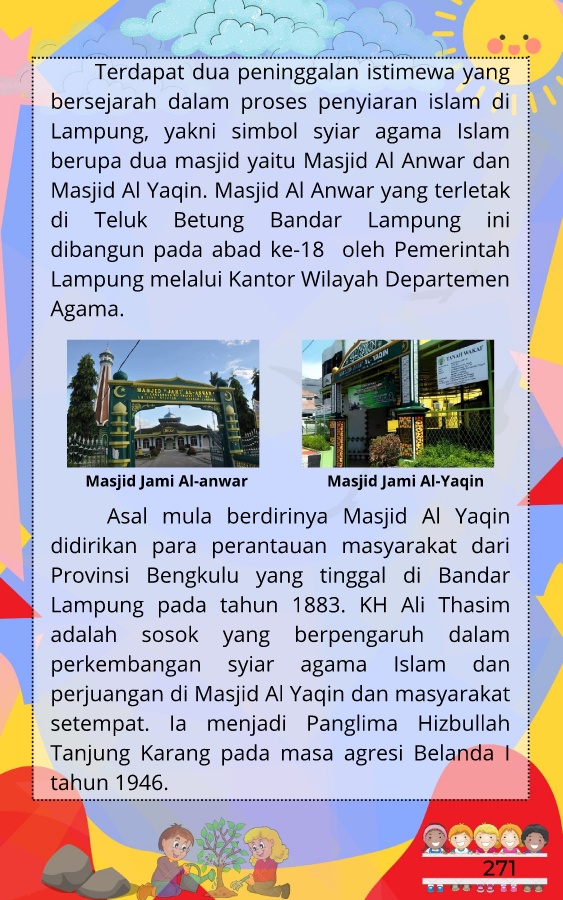 Terdapat dua peninggalan istimewa yang
bersejarah dalam proses penyiaran islam di
Lampung, yakni simbol syiar agama Islam
berupa dua masjid yaitu Masjid Al Anwar dan
Masjid Al Yaqin. Masjid Al Anwar yang terletak
di Teluk Betung Bandar Lampung ini
dibangun pada abad ke-18 oleh Pemerintah
Lampung melalui Kantor Wilayah Departemen
Agama.
MASJID "JAMI AL-ANWAR"
AL YAQIN
TANAH WAKAF
Masjid Jami Al-anwar
Masjid Jami Al-Yaqin
Asal mula berdirinya Masjid Al Yaqin
didirikan para perantauan masyarakat dari
Provinsi Bengkulu yang tinggal di Bandar
Lampung pada tahun 1883. KH Ali Thasim
adalah sosok yang berpengaruh dalam
perkembangan syiar agama Islam dan
perjuangan di Masjid Al Yaqin dan masyarakat
setempat. Ia menjadi Panglima Hizbullah
Tanjung Karang pada masa agresi Belanda I
tahun 1946.
271